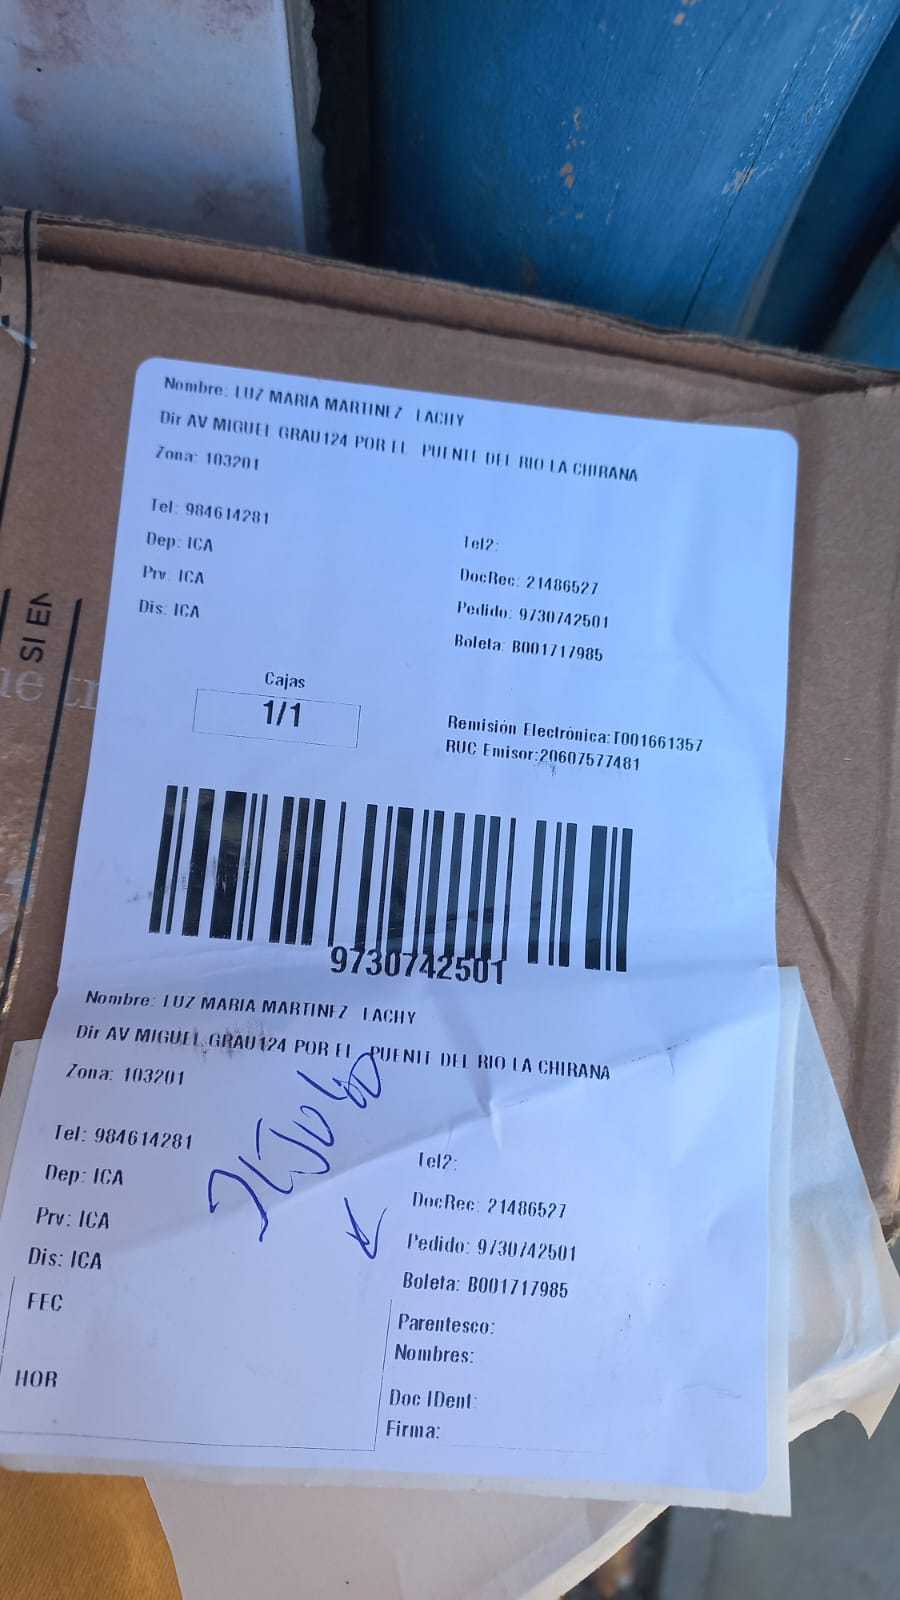 Nombre: LUZ MARIA MARTINEZ LACHY
Dir AV MIGUEL GRAU124 POR EL PUENTE DEL RIO LA CHIRANA
Zona: 103201
Tel: 984614281
Tel2:
Dep: ICA
DocRec: 21486527
Prv: ICA
Pedido: 9730742501
Dis: ICA
Boleta: B001717985
SI EN
Cajas
1/1
Remisión Electrónica:T001661357
RUC Emisor:20607577481
9730742501
Nombre: LUZ MARIA MARTINEZ LACHY
Dir AV MIGUEL GRAU124 POR EL PUENTE DEL RIO LA CHIRANA
Zona: 103201
Tel: 984614281
Tel2:
Dep: ICA
DocRec: 21486527
Prv: ICA
Pedido: 9730742501
Dis: ICA
Boleta: B001717985
FEC
Parentesco:
Nombres:
HOR
Doc IDent:
Firma: